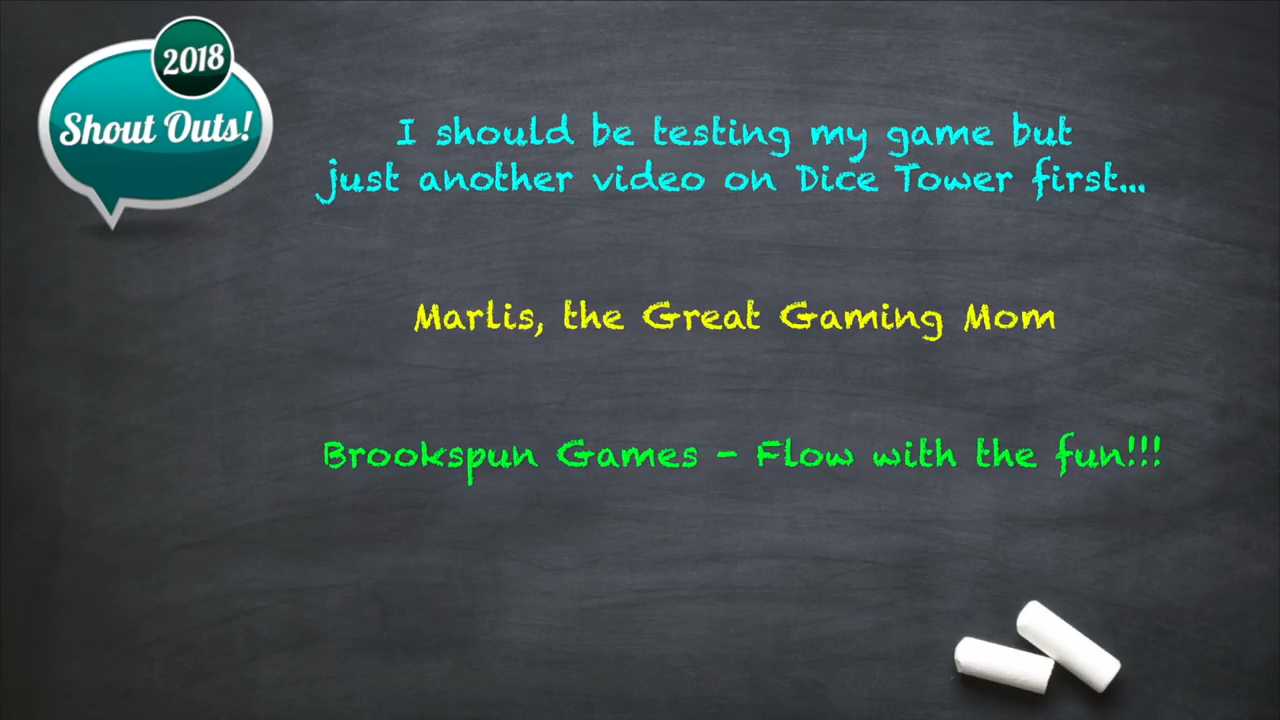 2018
Shout Outs!
I should be testing my game but
just another video on Dice Tower first...
Marlis, the Great Gaming Mom
Brookspun Games - Flow with the fun!!!